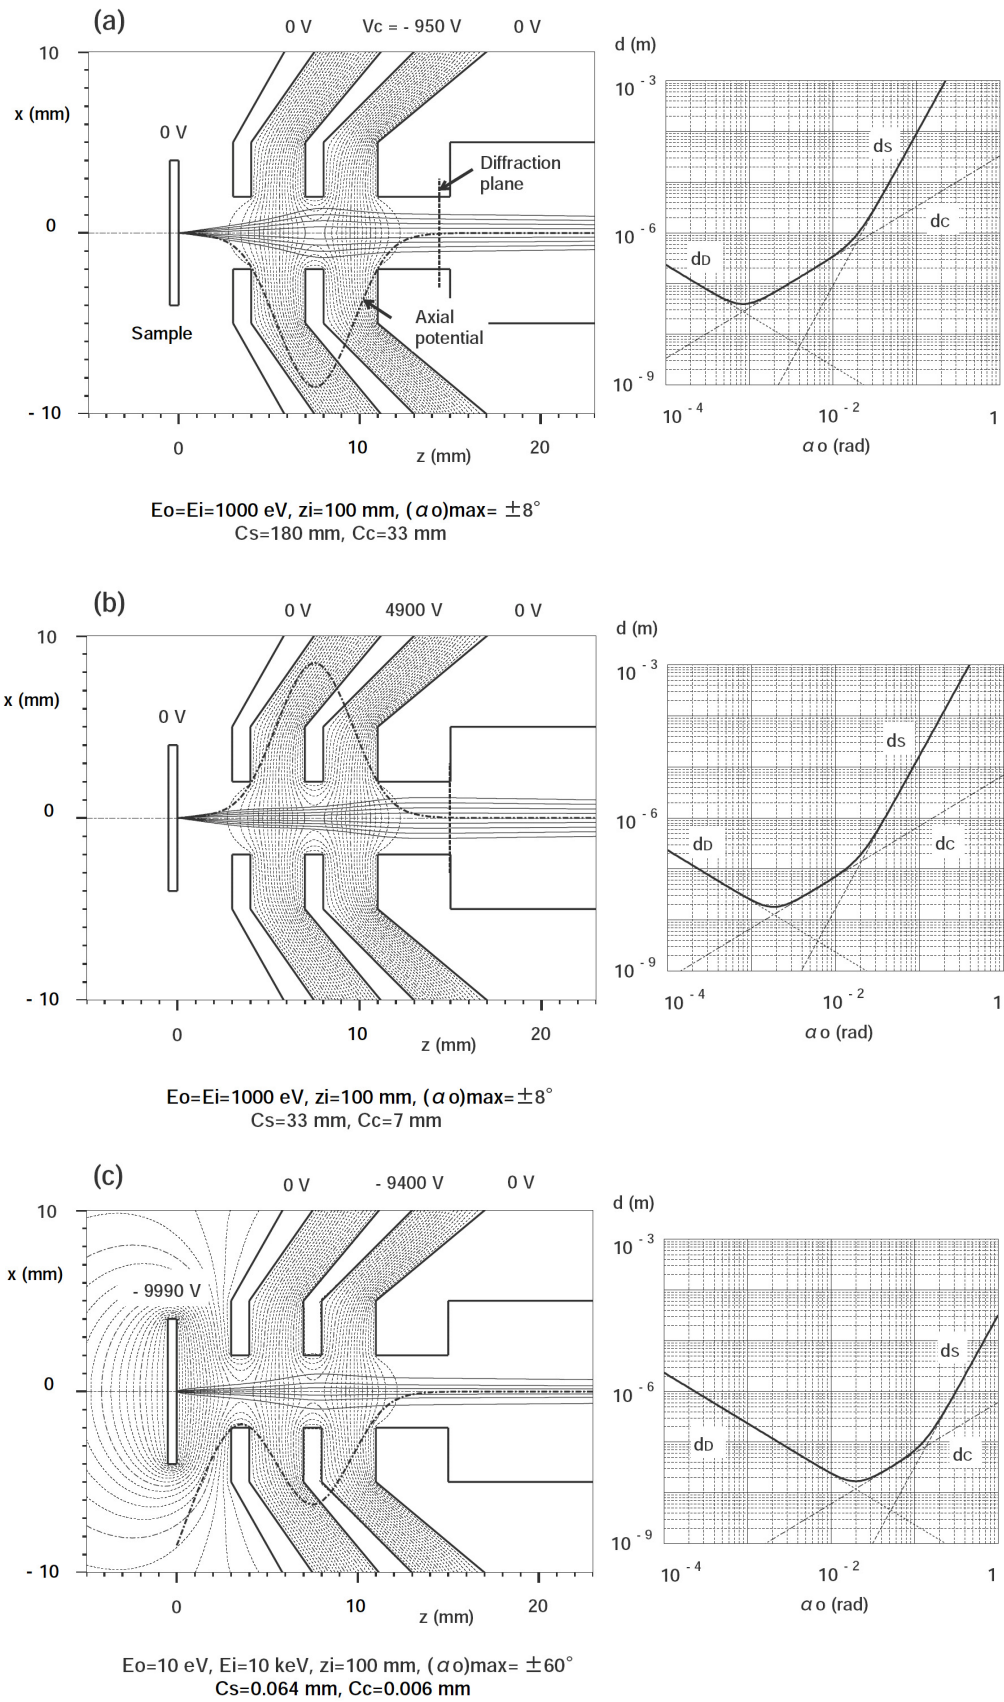 (a)
0 V
Vc = - 950 V
0 V
d (m)
10
x (mm)
0 V
0
- 10
Sample
Diffraction
plane
Axial
potential
0
10
20
z (mm)
10 - 3
10 - 6
10 - 9
ds
dc
dD
10 - 4
10 - 2
1
αo (rad)
Eo=Ei=1000 eV, zi=100 mm, (αo)max= ±8°
Cs=180 mm, Cc=33 mm
(b)
0 V
4900 V
0 V
d (m)
10
x (mm)
0 V
0
- 10
0
10
20
z (mm)
10 - 3
10 - 6
10 - 9
ds
dD
dc
10 - 4
10 - 2
1
αo (rad)
Eo=Ei=1000 eV, zi=100 mm, (αo)max=±8°
Cs=33 mm, Cc=7 mm
(c)
0 V
- 9400 V
0 V
d (m)
10
x (mm)
- 9990 V
0
- 10
0
10
20
z (mm)
10 - 3
10 - 6
10 - 9
ds
dD
dc
10 - 4
10 - 2
1
αo (rad)
Eo=10 eV, Ei=10 keV, zi=100 mm, (αo)max= ±60°
Cs=0.064 mm, Cc=0.006 mm